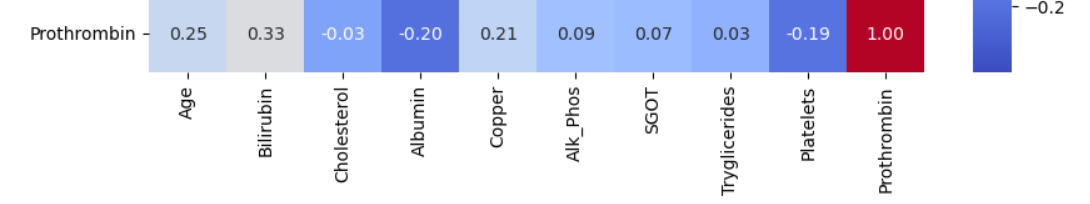 −0.2
Prothrombin
0.25 0.33 -0.03 -0.20 0.21 0.09 0.07 0.03 -0.19 1.00
Age
Bilirubin
Cholesterol
Albumin
Copper
Alk_Phos
SGOT
Tryglicerides
Platelets
Prothrombin